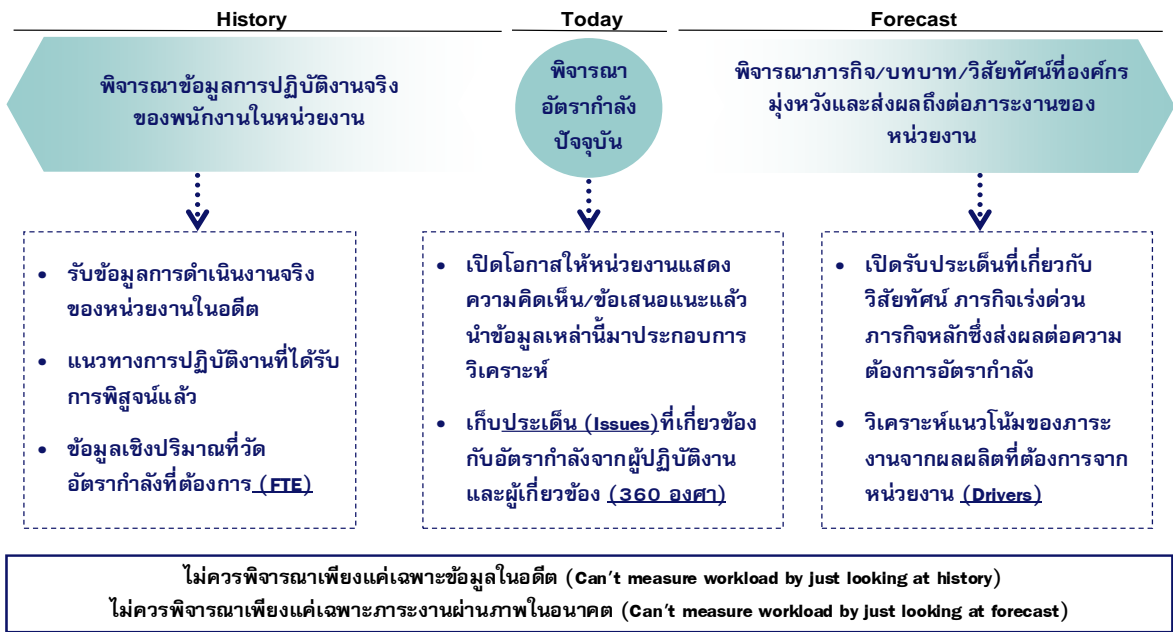 History
Today
Forecast
พิจารณาข้อมูลการปฏิบัติงานจริง
ของพนักงานในหน่วยงาน
พิจารณา
อัตรากำลัง
ปัจจุบัน
พิจารณาภารกิจ/บทบาท/วิสัยทัศน์ที่องค์กร
มุ่งหวังและส่งผลถึงต่อภาระงานของ
หน่วยงาน
• รับข้อมูลการดำเนินงานจริง
ของหน่วยงานในอดีต
• แนวทางการปฏิบัติงานที่ได้รับ
การพิสูจน์แล้ว
• ข้อมูลเชิงปริมาณที่วัด
อัตรากำลังที่ต้องการ (FTE)
• เปิดโอกาสให้หน่วยงานแสดง
ความคิดเห็น/ข้อเสนอแนะแล้ว
นำข้อมูลเหล่านี้มาประกอบการ
วิเคราะห์
• เก็บประเด็น (Issues)ที่เกี่ยวข้อง
กับอัตรากำลังจากผู้ปฏิบัติงาน
และผู้เกี่ยวข้อง (360 องศา)
• เปิดรับประเด็นที่เกี่ยวกับ
วิสัยทัศน์ ภารกิจเร่งด่วน
ภารกิจหลักซึ่งส่งผลต่อความ
ต้องการอัตรากำลัง
• วิเคราะห์แนวโน้มของภาระ
งานจากผลผลิตที่ต้องการจาก
หน่วยงาน (Drivers)
ไม่ควรพิจารณาเพียงแค่เฉพาะข้อมูลในอดีต (Can't measure workload by just looking at history)
ไม่ควรพิจารณาเพียงแค่เฉพาะภาระงานผ่านภาพในอนาคต (Can't measure workload by just looking at forecast)